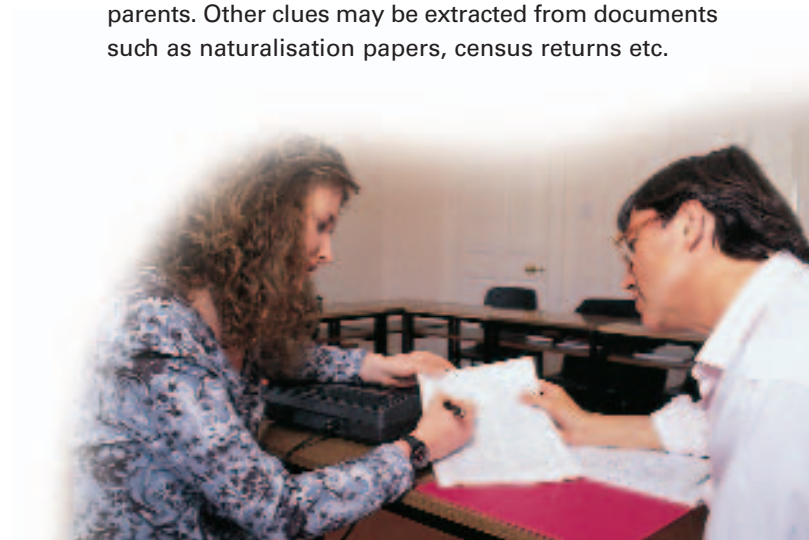 parents. Other clues may be extracted from documents
such as naturalisation papers, census returns etc.